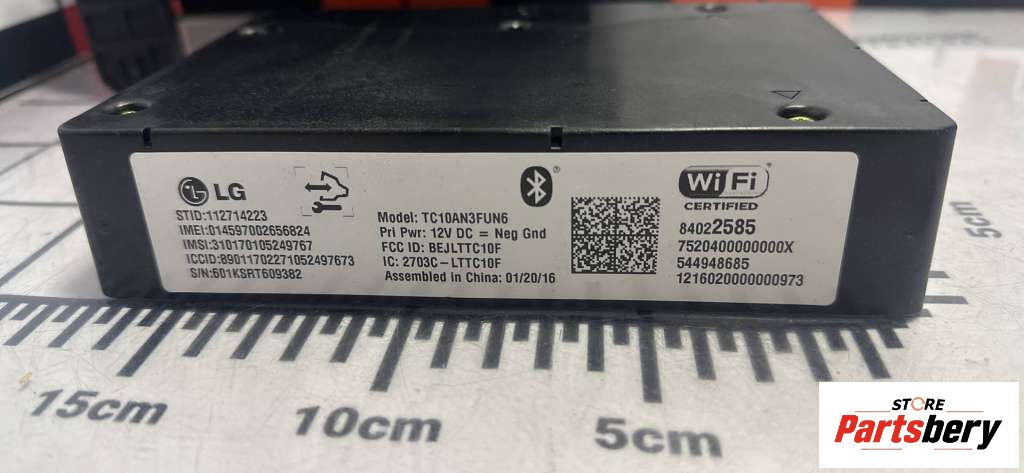 LG
STID:112714223
IMEI:014597002656824
IMSI:310170105249767
ICCID:89011702271052497673
S/N:601KSRT609382
Model: TC10AN3FUN6
Pri Pwr: 12V DC = Neg Gnd
FCC ID: BEJLTTC10F
IC: 2703C-LTTC10F
Assembled in China: 01/20/16
WiFi
CERTIFIED
84022585
7520400000000X
544948685
1216020000000973
15cm
10cm
5cm
5cm
STORE
Partsbery